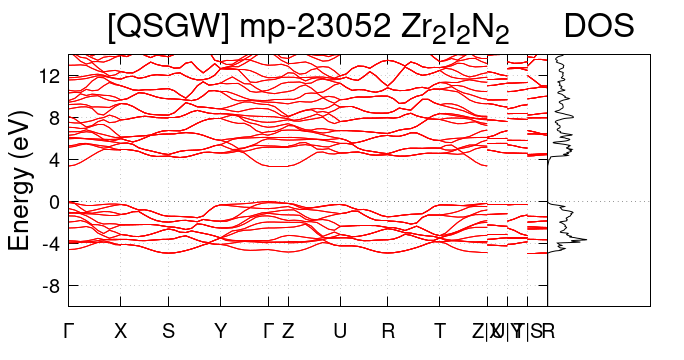 [QSGW] mp-23052 Zr₂I₂N₂
DOS
Energy (eV)
12
8
4
0
-4
-8
Γ X S Y Γ Z U R T Z|X U|Y T|S R